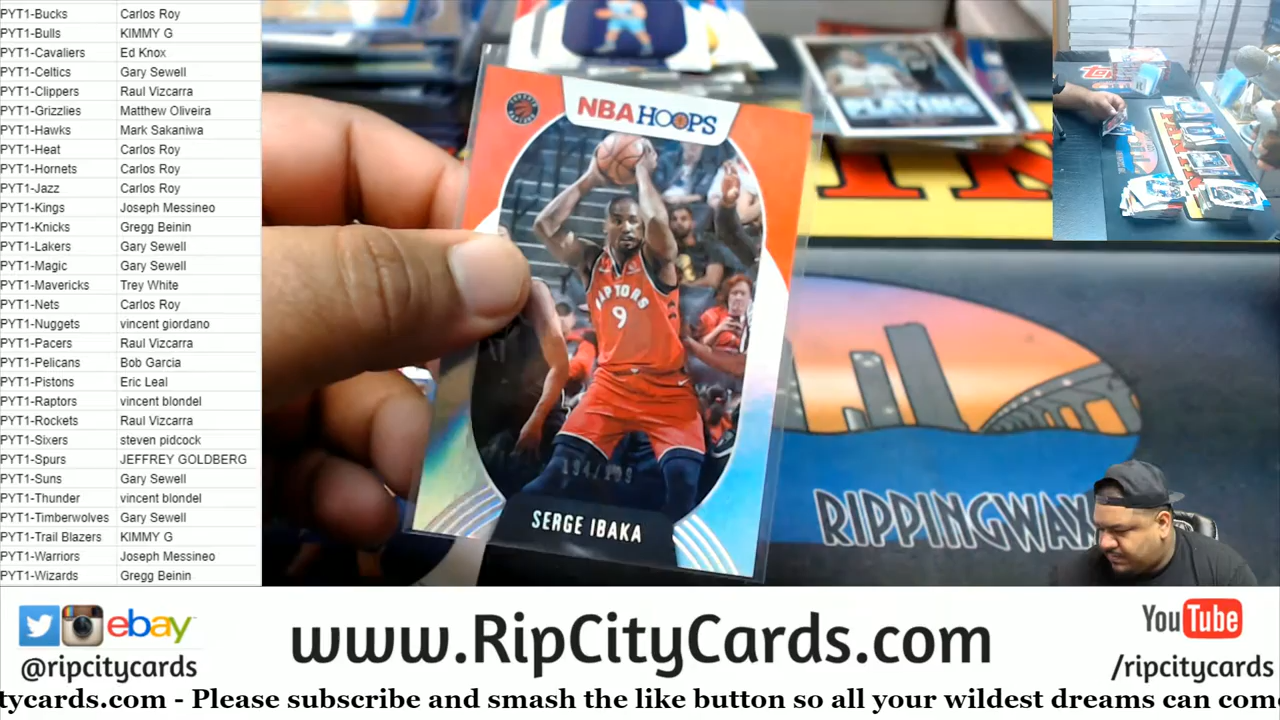 PYT1-Bucks Carlos Roy
PYT1-Bulls KIMMY G
PYT1-Cavaliers Ed Knox
PYT1-Celtics Gary Sewell
PYT1-Clippers Raul Vizcarra
PYT1-Grizzlies Matthew Oliveira
PYT1-Hawks Mark Sakaniwa
PYT1-Heat Carlos Roy
PYT1-Hornets Carlos Roy
PYT1-Jazz Carlos Roy
PYT1-Kings Joseph Messineo
PYT1-Knicks Gregg Beinin
PYT1-Lakers Gary Sewell
PYT1-Magic Gary Sewell
PYT1-Mavericks Trey White
PYT1-Nets Carlos Roy
PYT1-Nuggets vincent giordano
PYT1-Pacers Raul Vizcarra
PYT1-Pelicans Bob Garcia
PYT1-Pistons Eric Leal
PYT1-Raptors vincent blondel
PYT1-Rockets Raul Vizcarra
PYT1-Sixers steven pidcock
PYT1-Spurs JEFFREY GOLDBERG
PYT1-Suns Gary Sewell
PYT1-Thunder vincent blondel
PYT1-Timberwolves Gary Sewell
PYT1-Trail Blazers KIMMY G
PYT1-Warriors Joseph Messineo
PYT1-Wizards Gregg Beinin
NBA HOOPS
RAPTORS
9
194/199
SERGE IBAKA
RIPPINGWAX
ebay
@ripcitycards
www.RipCityCards.com
YouTube
/ripcitycards
tycards.com - Please subscribe and smash the like button so all your wildest dreams can com